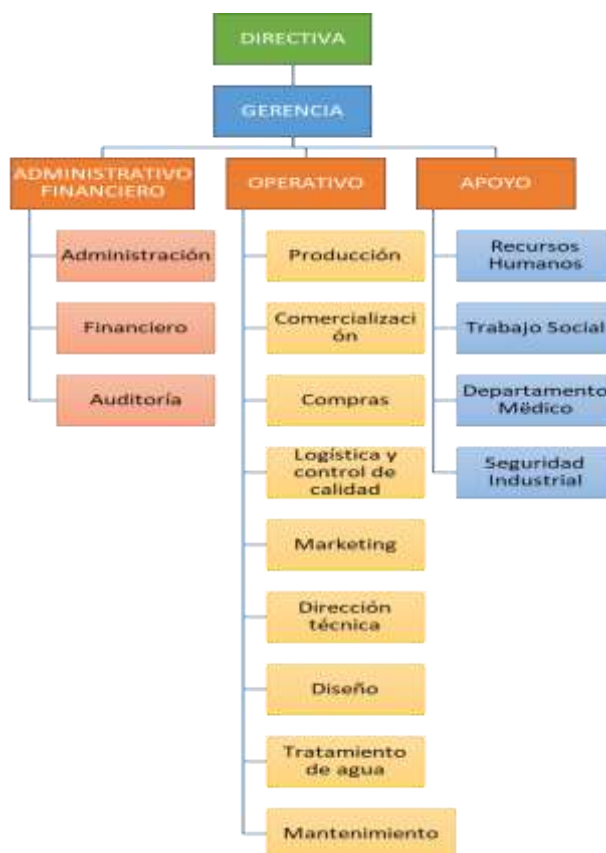 DIRECTIVA
GERENCIA
ADMINISTRATIVO
FINANCIERO
Administración
Financiero
Auditoría
OPERATIVO
Producción
Comercializaci
ón
Compras
Logística y
control de
calidad
Marketing
Dirección
técnica
Diseño
Tratamiento
de agua
Mantenimiento
APOYO
Recursos
Humanos
Trabajo Social
Departamento
Mëdico
Seguridad
Industrial